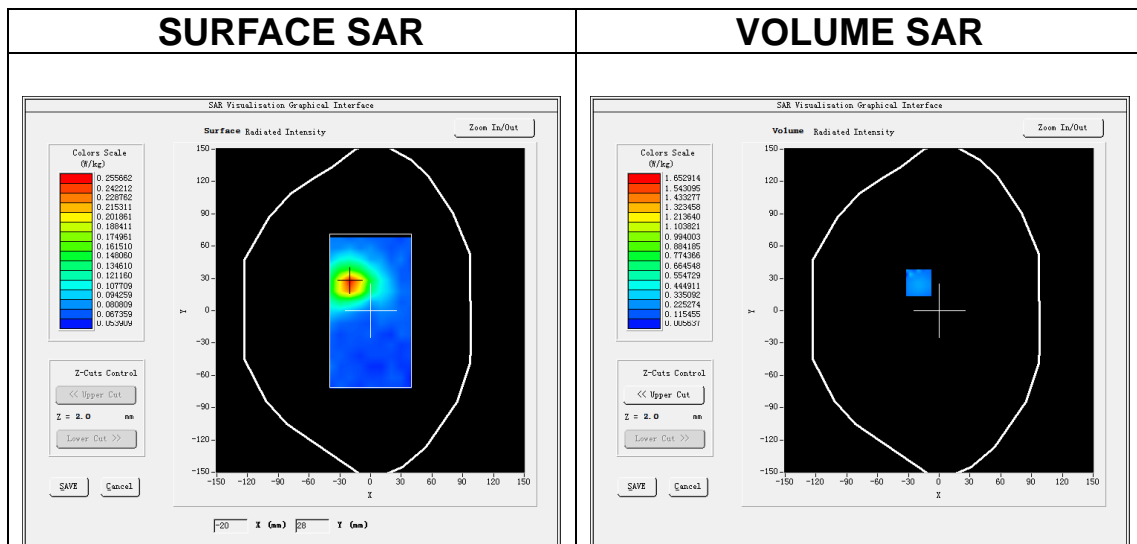 SURFACE SAR
VOLUME SAR
SAR Visualisation Graphical Interface
Surface Radiated Intensity
Zoom In/Out
Colors Scale
(W/kg)
0.255662
0.242212
0.228762
0.215311
0.201861
0.188411
0.174961
0.161510
0.148060
0.134610
0.121160
0.107709
0.094259
0.080809
0.067359
0.053909
150
120
90
60
30
0
-30
-60
-90
-120
-150
Y
-150 -120 -90 -60 -30 0 30 60 90 120 150
X
Z-Cuts Control
<< Upper Cut
Z = 2.0 mm
Lower Cut >>
SAVE Cancel
-20 X (mm) 28 Y (mm)
SAR Visualisation Graphical Interface
Volume Radiated Intensity
Zoom In/Out
Colors Scale
(W/kg)
1.652914
1.543095
1.433277
1.323458
1.213640
1.103821
0.994003
0.884185
0.774366
0.664548
0.554729
0.444911
0.335092
0.225274
0.115455
0.005637
150
120
90
60
30
0
-30
-60
-90
-120
-150
Y
-150 -120 -90 -60 -30 0 30 60 90 120 150
X
Z-Cuts Control
<< Upper Cut
Z = 2.0 mm
Lower Cut >>
SAVE Cancel